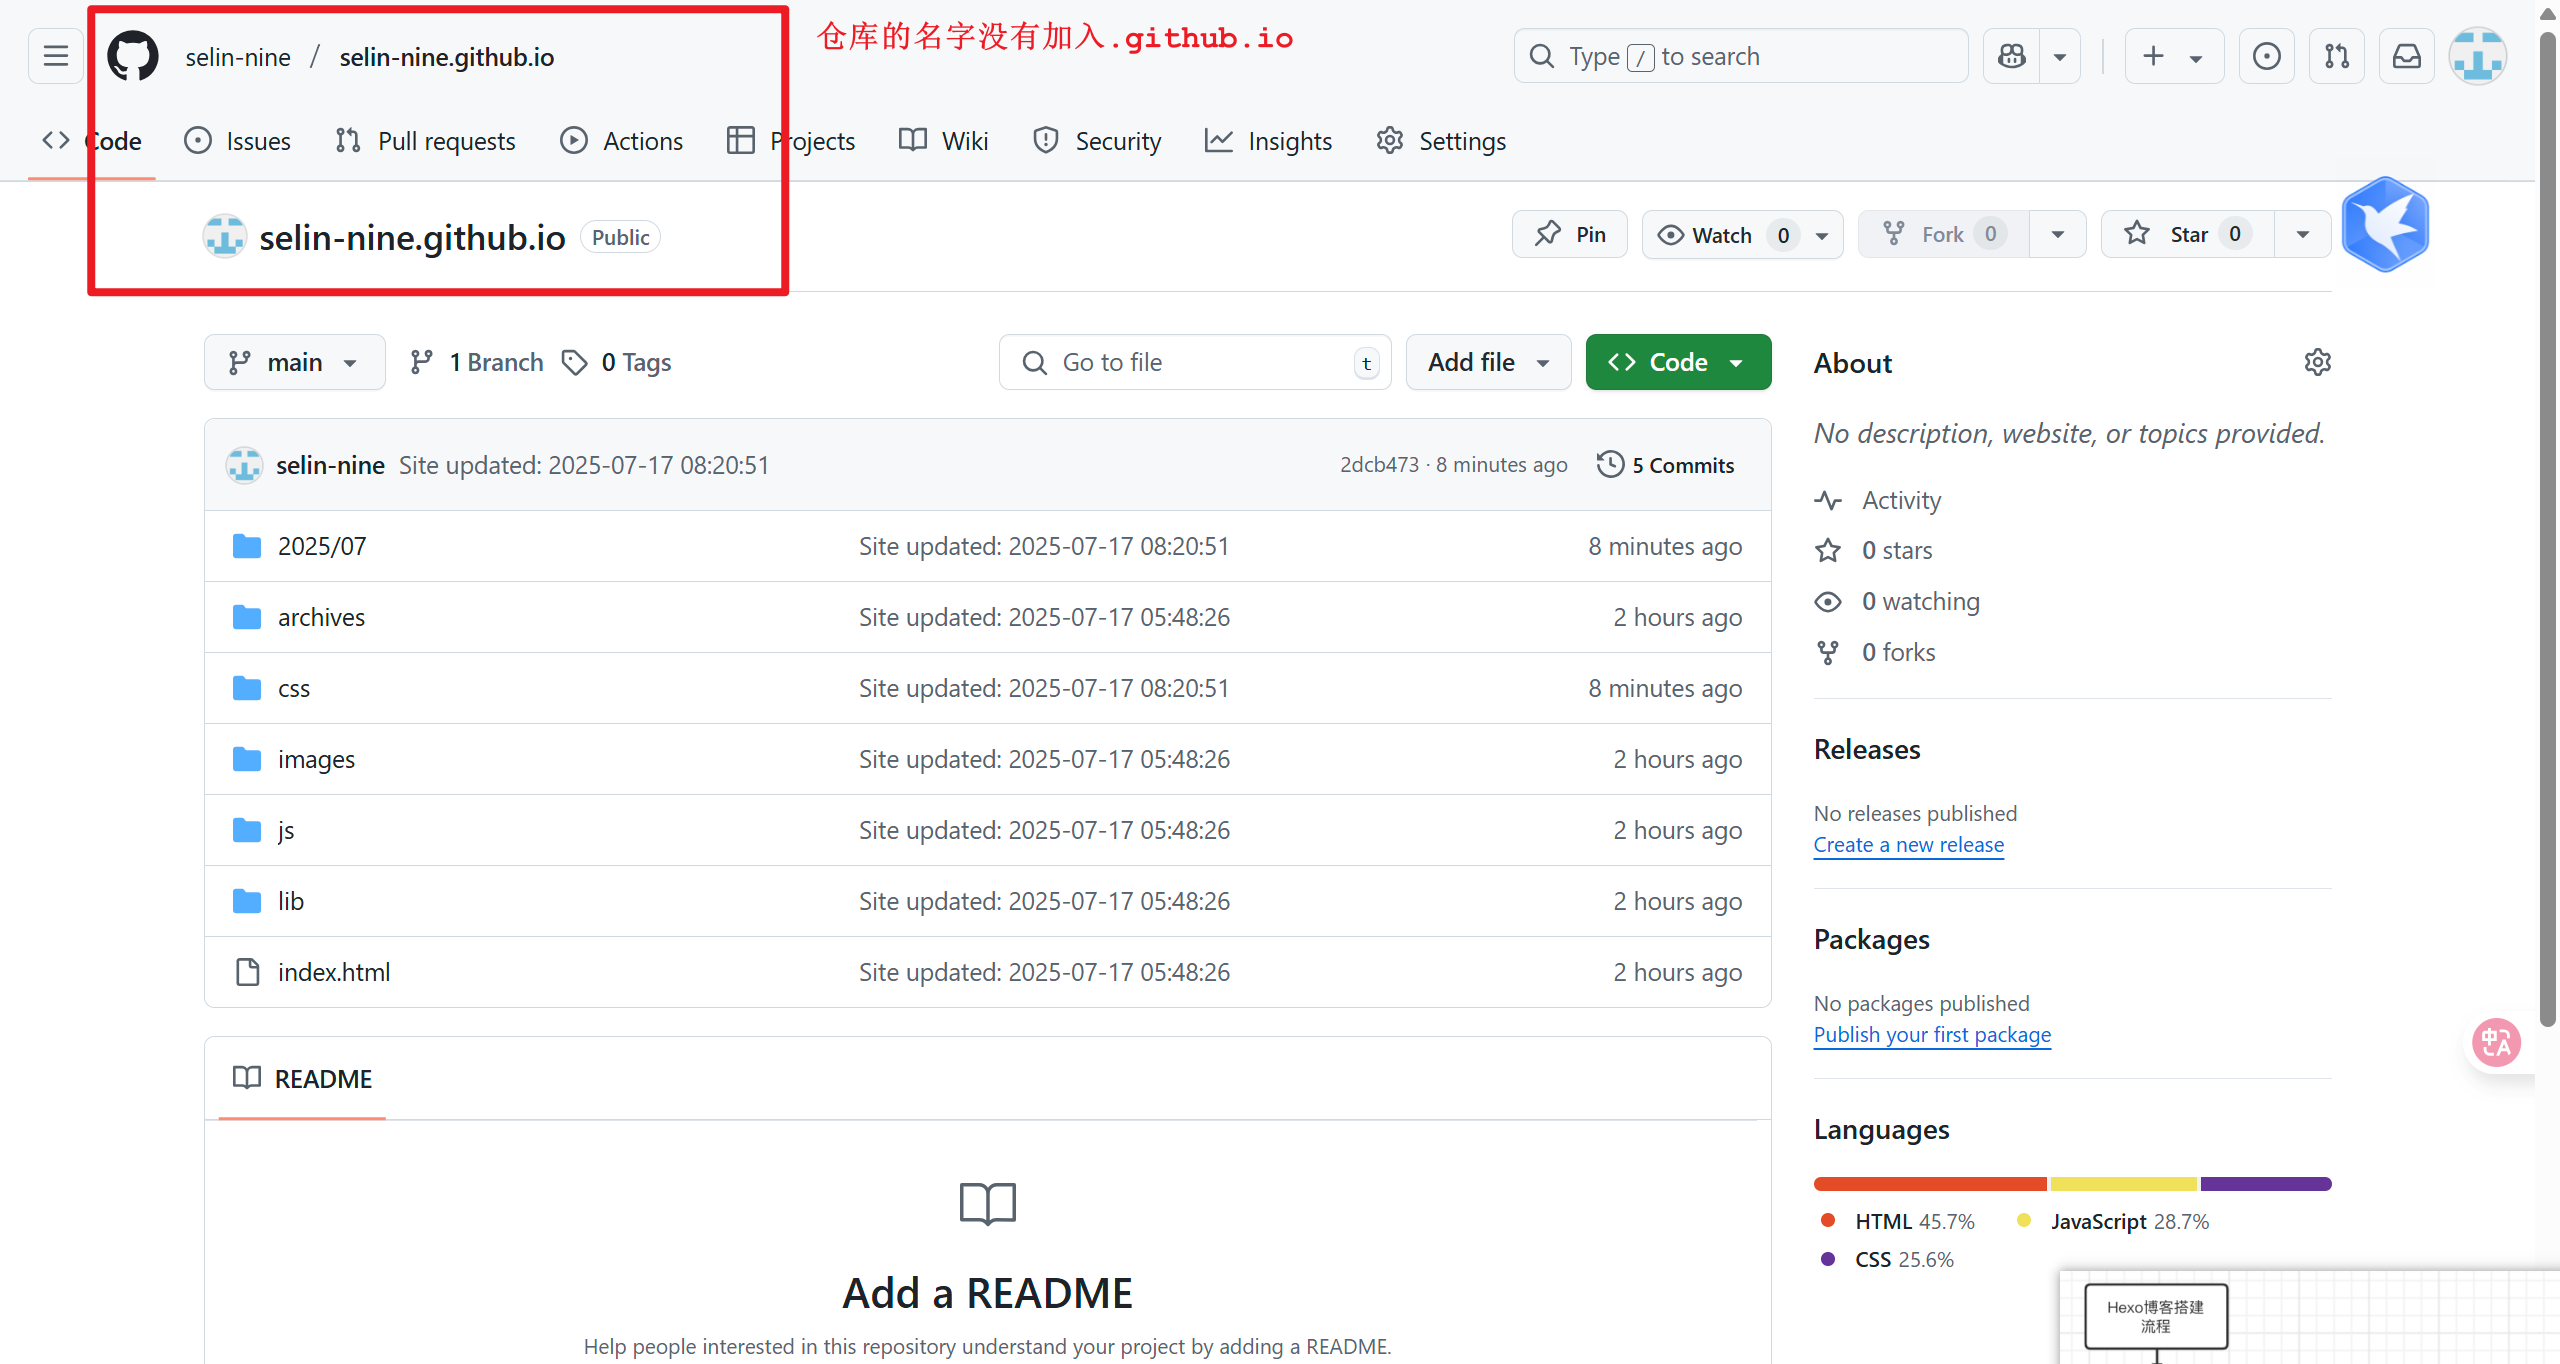 selin-nine / selin-nine.github.io
仓库的名字没有加入.github.io
Type / to search
Code Issues Pull requests Actions Projects Wiki Security Insights Settings
selin-nine.github.io Public
Pin Watch 0 Fork 0 Star 0
main 1 Branch 0 Tags
Go to file t Add file Code
selin-nine Site updated: 2025-07-17 08:20:51 2dcb473 · 8 minutes ago 5 Commits
2025/07 Site updated: 2025-07-17 08:20:51 8 minutes ago
archives Site updated: 2025-07-17 05:48:26 2 hours ago
css Site updated: 2025-07-17 08:20:51 8 minutes ago
images Site updated: 2025-07-17 05:48:26 2 hours ago
js Site updated: 2025-07-17 05:48:26 2 hours ago
lib Site updated: 2025-07-17 05:48:26 2 hours ago
index.html Site updated: 2025-07-17 05:48:26 2 hours ago
README
Add a README
Help people interested in this repository understand your project by adding a README.
About
No description, website, or topics provided.
Activity
0 stars
0 watching
0 forks
Releases
No releases published
Create a new release
Packages
No packages published
Publish your first package
Languages
HTML 45.7% JavaScript 28.7%
CSS 25.6%
中A
Hexo博客搭建
流程